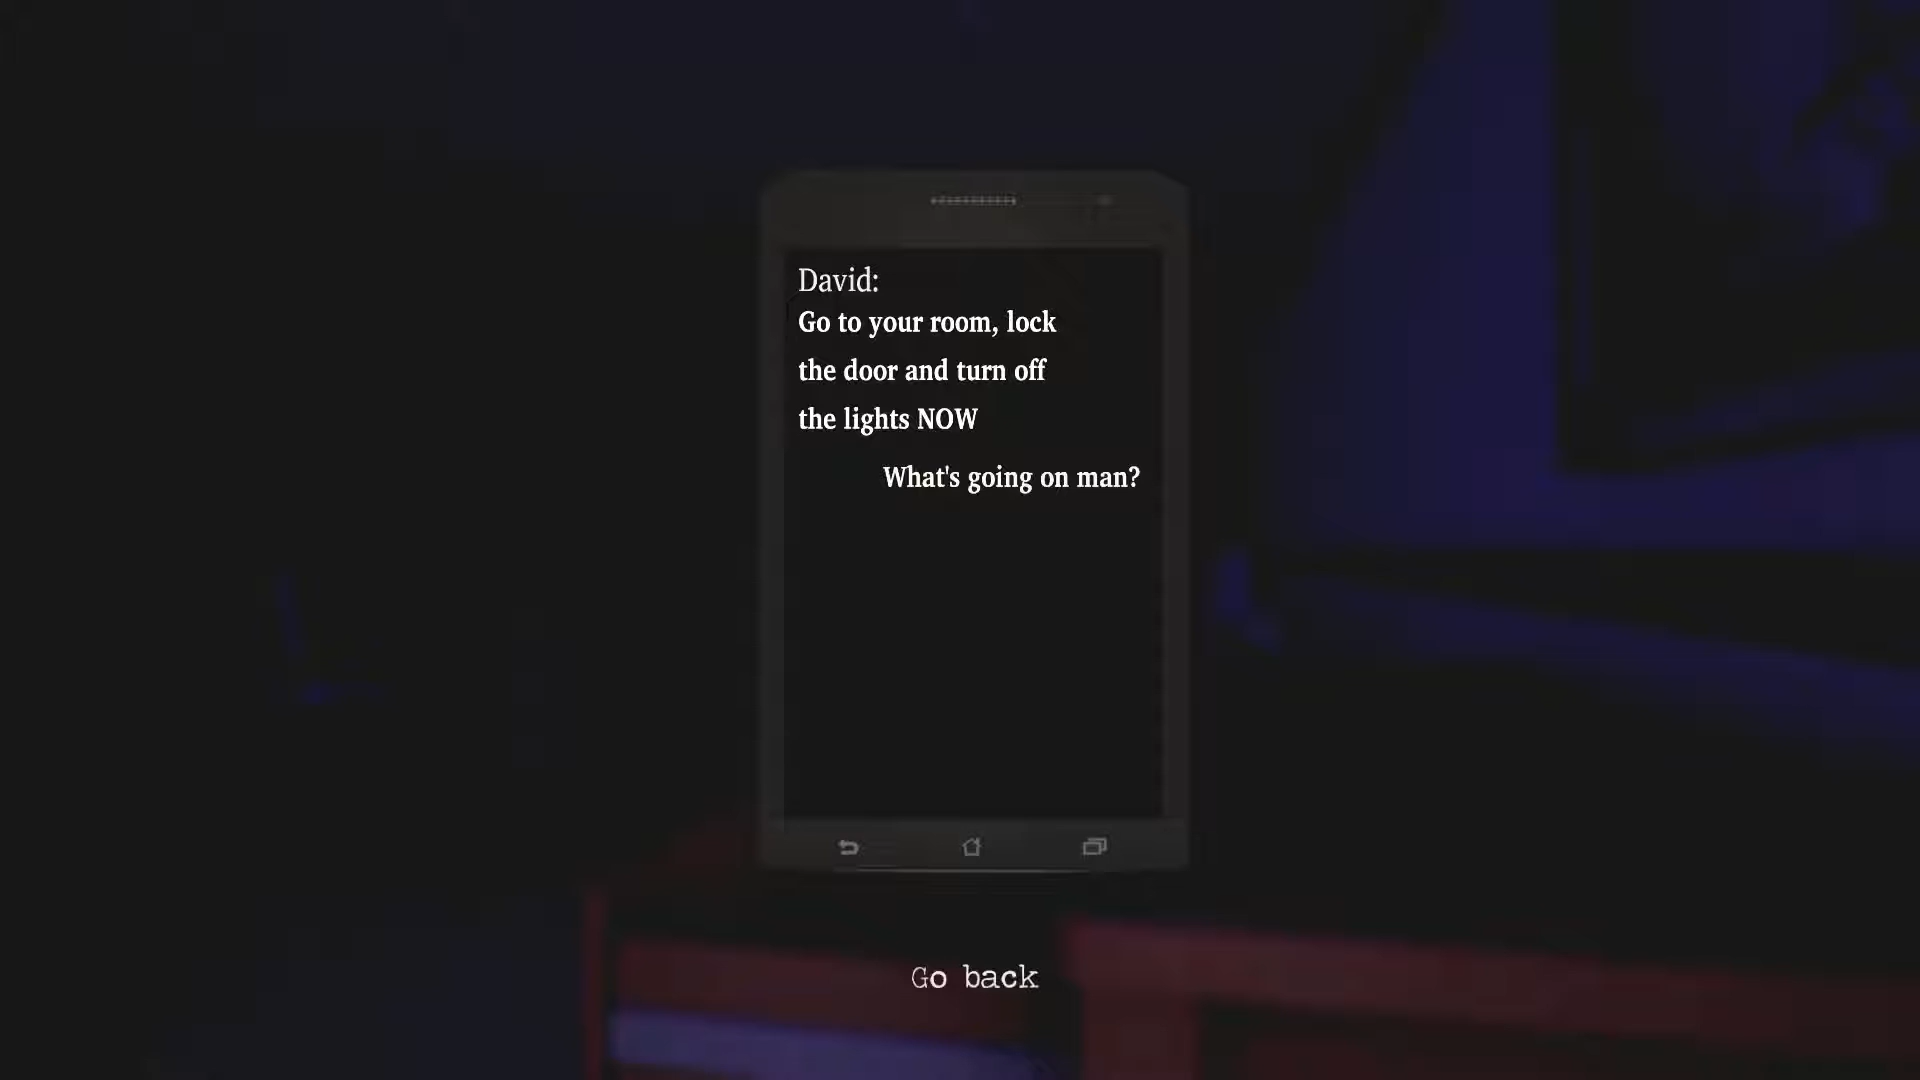 David:
Go to your room, lock
the door and turn off
the lights NOW
What's going on man?
Go back